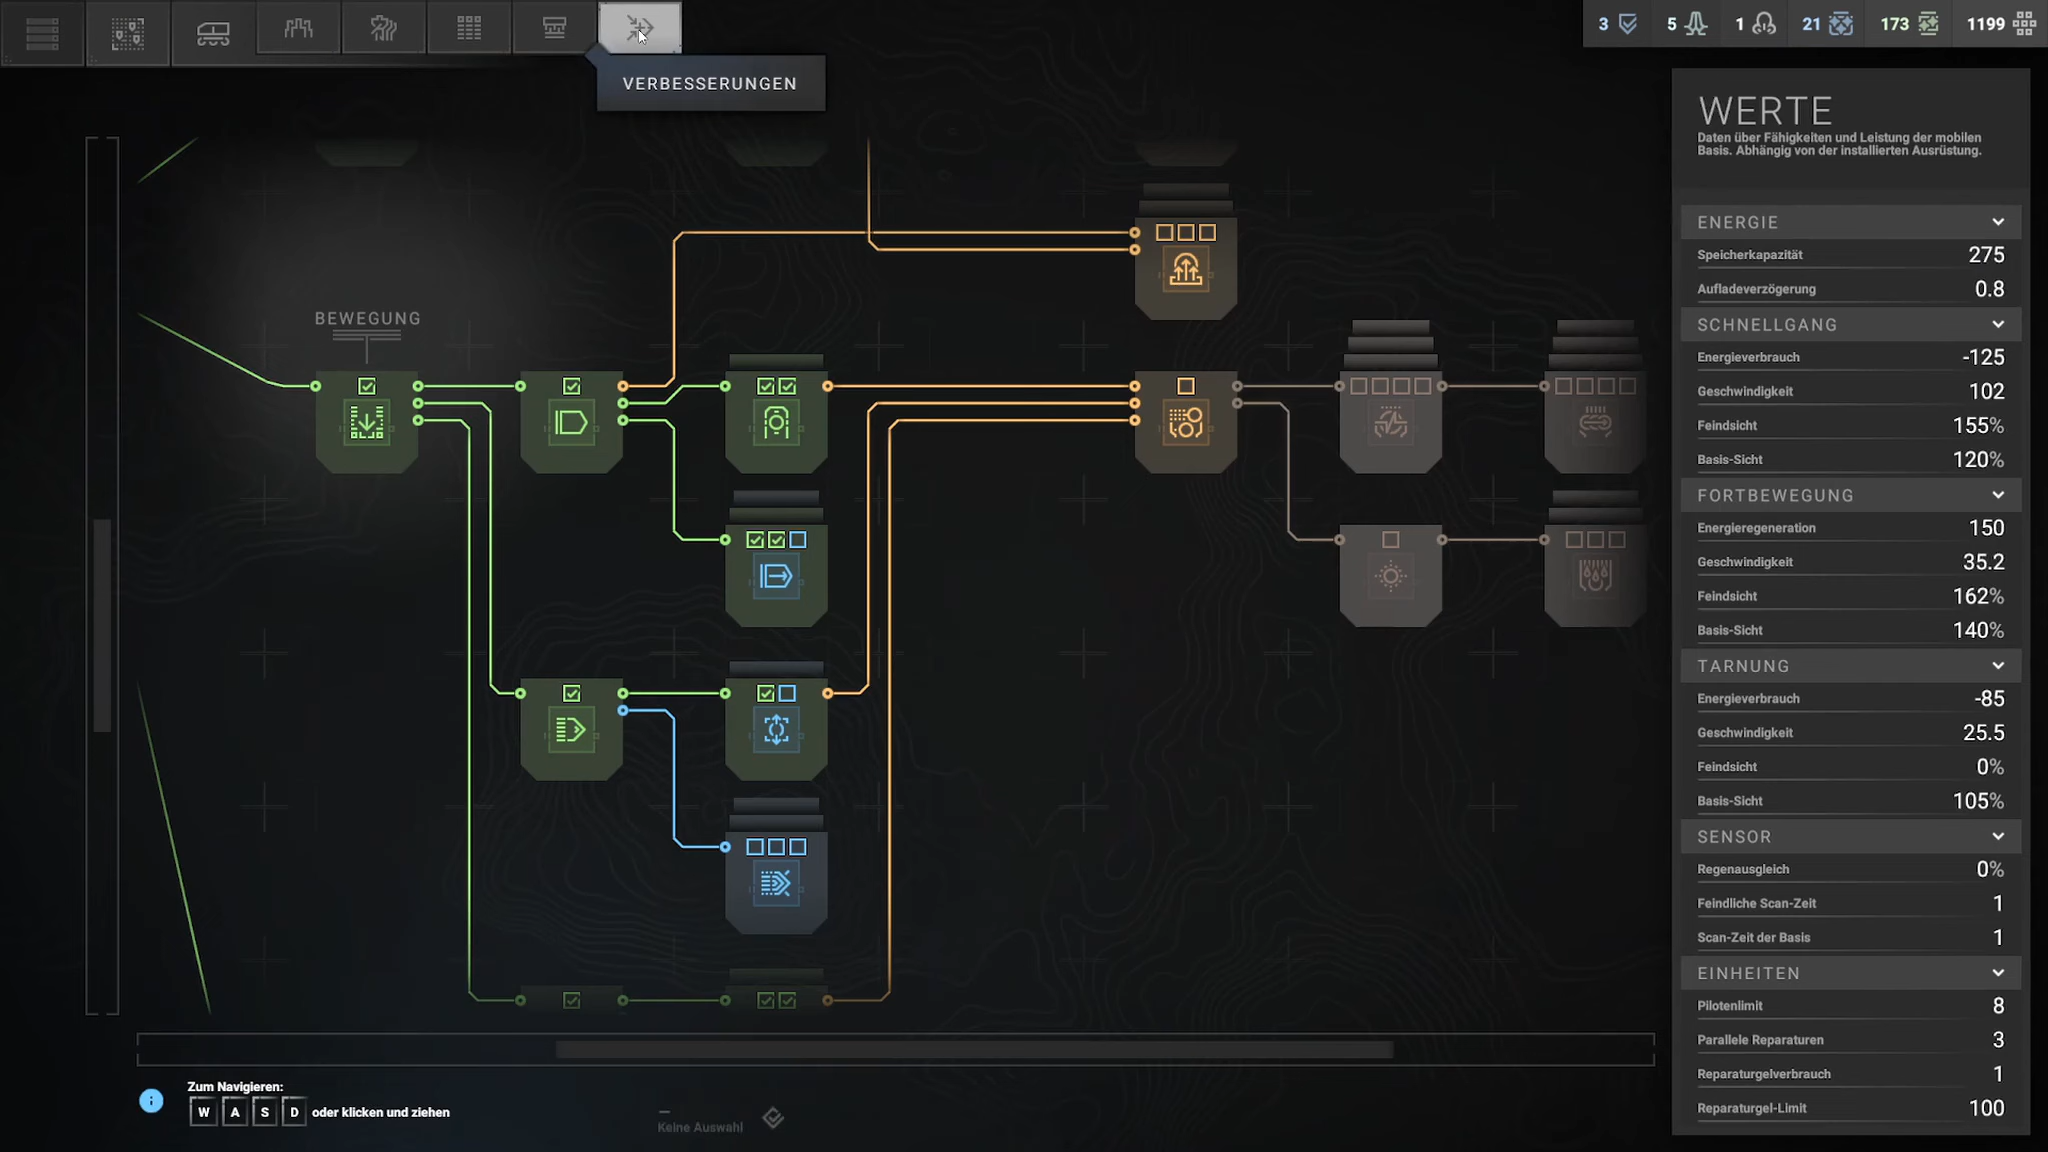 3
5
1
21
173
1199
VERBESSERUNGEN
BEWEGUNG
WERTE
Daten über Fähigkeiten und Leistung der mobilen
Basis. Abhängig von der installierten Ausrüstung.
ENERGIE
Speicherkapazität 275
Aufladeverzögerung 0.8
SCHNELLGANG
Energieverbrauch -125
Geschwindigkeit 102
Feindsicht 155%
Basis-Sicht 120%
FORTBEWEGUNG
Energieregeneration 150
Geschwindigkeit 35.2
Feindsicht 162%
Basis-Sicht 140%
TARNUNG
Energieverbrauch -85
Geschwindigkeit 25.5
Feindsicht 0%
Basis-Sicht 105%
SENSOR
Regenausgleich 0%
Feindliche Scan-Zeit 1
Scan-Zeit der Basis 1
EINHEITEN
Pilotenlimit 8
Parallele Reparaturen 3
Reparaturgelverbrauch 1
Reparaturgel-Limit 100
Zum Navigieren:
W A S D oder klicken und ziehen
–
Keine Auswahl